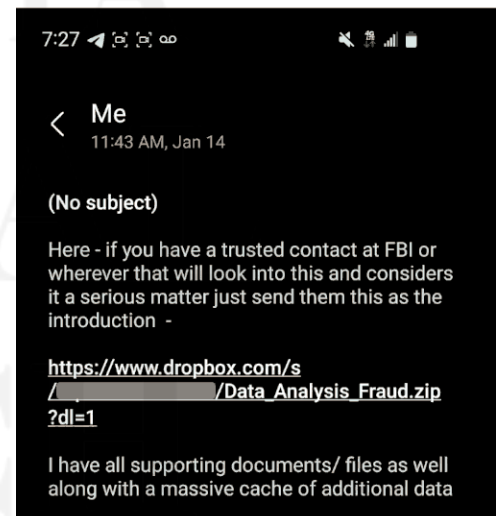 7:27
Me
11:43 AM, Jan 14
(No subject)
Here - if you have a trusted contact at FBI or
wherever that will look into this and considers
it a serious matter just send them this as the
introduction -
https://www.dropbox.com/s
/ /Data_Analysis_Fraud.zip
?dl=1
I have all supporting documents/ files as well
along with a massive cache of additional data